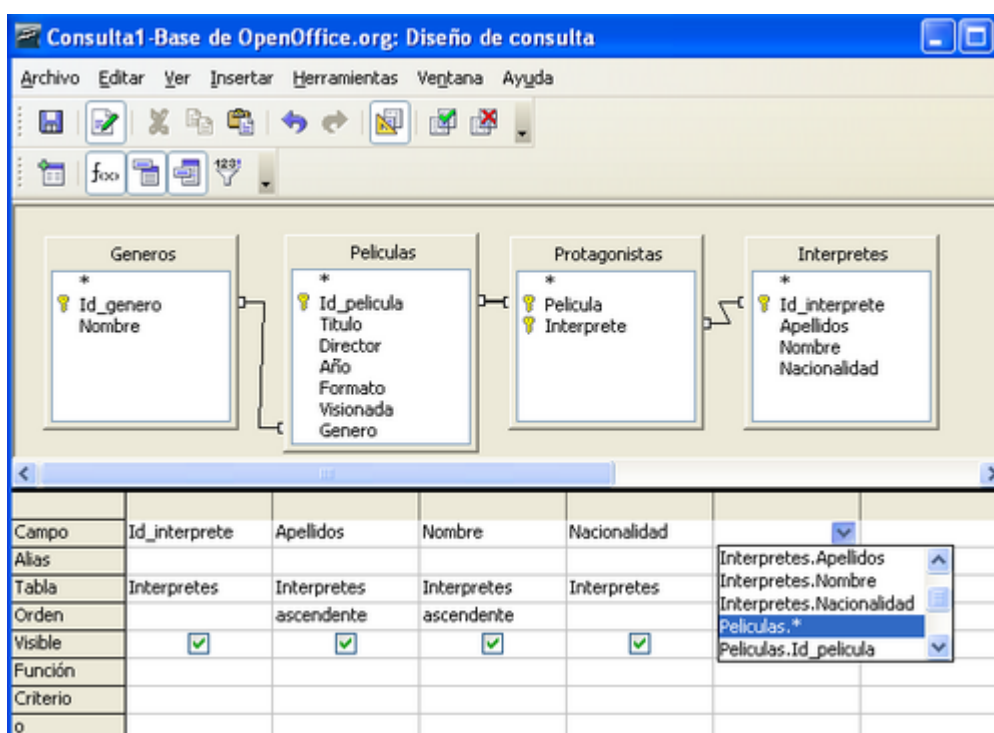 Consulta1-Base de OpenOffice.org: Diseño de consulta
Archivo Editar Ver Insertar Herramientas Ventana Ayuda
f(x) 123!
Generos
*
Id_genero
Nombre
Peliculas
*
Id_pelicula
Titulo
Director
Año
Formato
Visionada
Genero
Protagonistas
*
Pelicula
Interprete
Interpretes
*
Id_interprete
Apellidos
Nombre
Nacionalidad
Campo Id_interprete Apellidos Nombre Nacionalidad
Alias
Tabla Interpretes Interpretes Interpretes Interpretes
Orden ascendente ascendente
Visible
Función
Criterio
o
Interpretes.Apellidos
Interpretes.Nombre
Interpretes.Nacionalidad
Peliculas.*
Peliculas.Id_pelicula